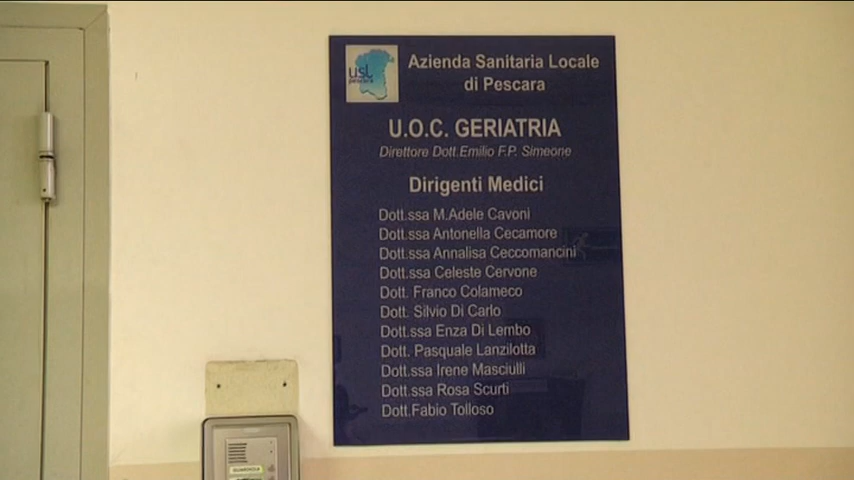 usl
pescara
Azienda Sanitaria Locale
di Pescara
U.O.C. GERIATRIA
Direttore Dott.Emilio F.P. Simeone
Dirigenti Medici
Dott.ssa M.Adele Cavoni
Dott.ssa Antonella Cecamore
Dott.ssa Annalisa Ceccomancini
Dott.ssa Celeste Cervone
Dott. Franco Colameco
Dott. Silvio Di Carlo
Dott.ssa Enza Di Lembo
Dott. Pasquale Lanzilotta
Dott.ssa Irene Masciulli
Dott.ssa Rosa Scurti
Dott.Fabio Tolloso